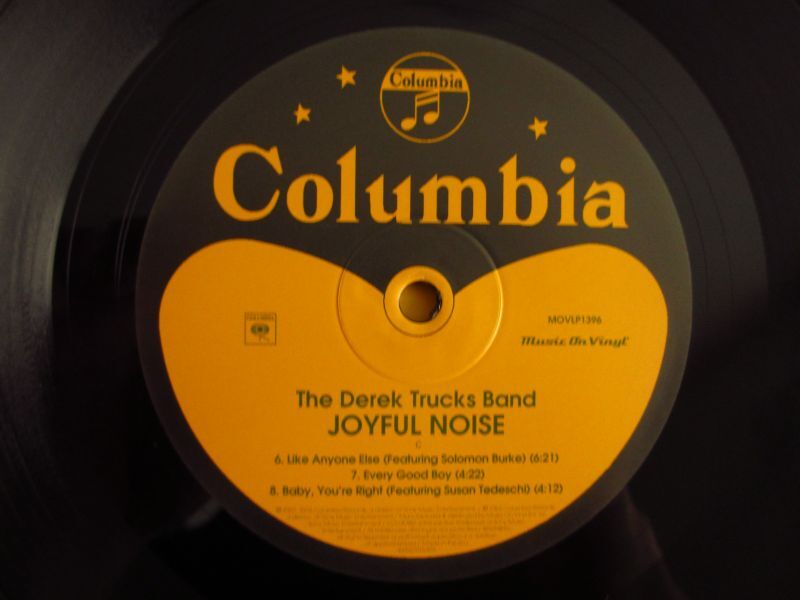 Columbia
Columbia
COLUMBIA
MOVLP1396
Music On Vinyl
The Derek Trucks Band
JOYFUL NOISE
C
6. Like Anyone Else (Featuring Solomon Burke) (6:21)
7. Every Good Boy (4:22)
8. Baby, You're Right (Featuring Susan Tedeschi) (4:12)